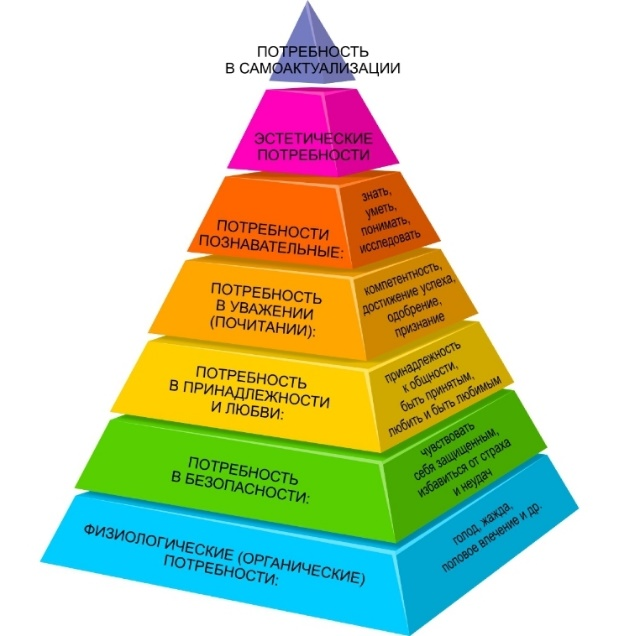 ПОТРЕБНОСТЬ
В САМОАКТУАЛИЗАЦИИ
ЭСТЕТИЧЕСКИЕ
ПОТРЕБНОСТИ
ПОТРЕБНОСТИ
ПОЗНАВАТЕЛЬНЫЕ:
знать,
уметь,
понимать,
исследовать
ПОТРЕБНОСТЬ
В УВАЖЕНИИ
(ПОЧИТАНИИ):
компетентность,
достижение успеха,
одобрение,
признание
ПОТРЕБНОСТЬ
В ПРИНАДЛЕЖНОСТИ
И ЛЮБВИ:
принадлежность
к общности,
быть принятым,
любить и быть любимым
ПОТРЕБНОСТЬ
В БЕЗОПАСНОСТИ:
чувствовать
себя защищенным,
избавиться от страха
и неудач
ФИЗИОЛОГИЧЕСКИЕ (ОРГАНИЧЕСКИЕ)
ПОТРЕБНОСТИ:
голод, жажда,
половое влечение и др.